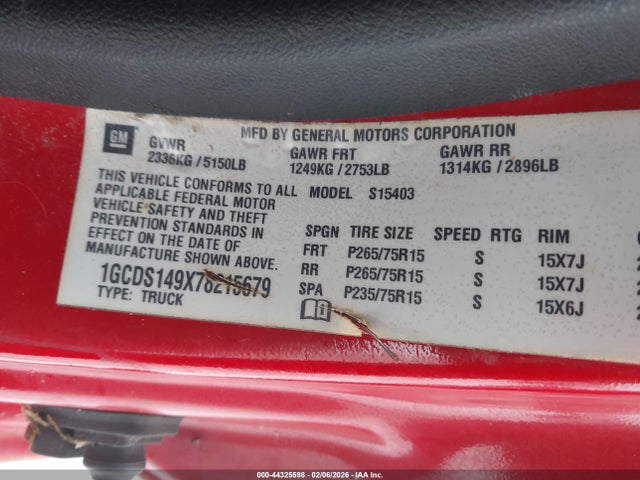 GM
MFD BY GENERAL MOTORS CORPORATION
GVWR GAWR FRT GAWR RR
2336KG / 5150LB 1249KG / 2753LB 1314KG / 2896LB
THIS VEHICLE CONFORMS TO ALL MODEL S15403
APPLICABLE FEDERAL MOTOR
VEHICLE SAFETY AND THEFT
PREVENTION STANDARDS IN
EFFECT ON THE DATE OF
MANUFACTURE SHOWN ABOVE.
1GCDS149X78215679
TYPE: TRUCK
SPGN TIRE SIZE SPEED RTG RIM
FRT P265/75R15 S 15X7J
RR P265/75R15 S 15X7J
SPA P235/75R15 S 15X6J
000-44325598 - 02/06/2026 - IAA.